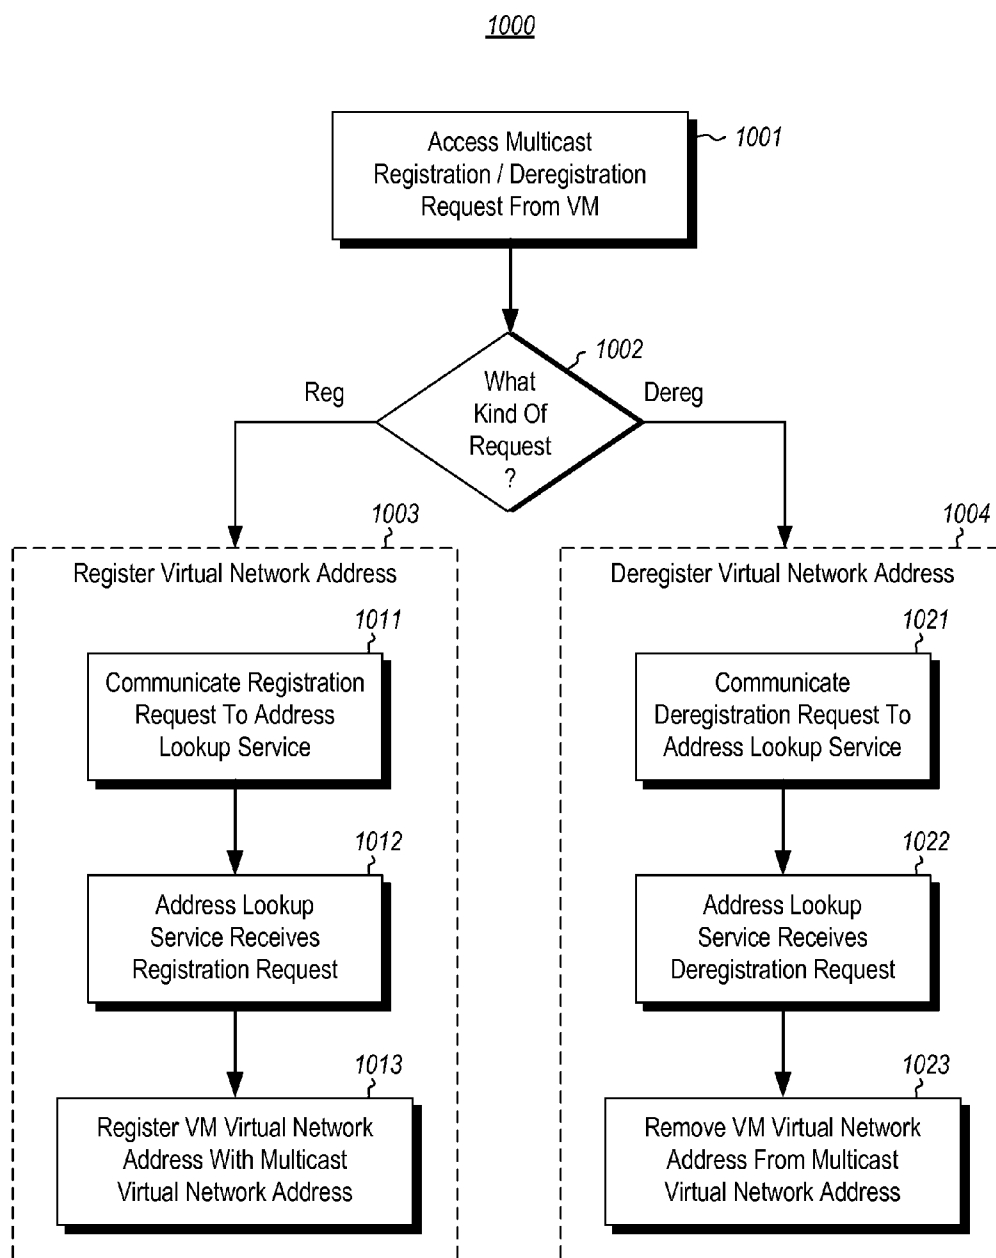 1000
Access Multicast
Registration / Deregistration
Request From VM
1001
1002
What
Kind Of
Request
?
Reg
Dereg
1003
Register Virtual Network Address
1011
Communicate Registration
Request To Address
Lookup Service
1012
Address Lookup
Service Receives
Registration Request
1013
Register VM Virtual Network
Address With Multicast
Virtual Network Address
1004
Deregister Virtual Network Address
1021
Communicate
Deregistration Request To
Address Lookup Service
1022
Address Lookup
Service Receives
Deregistration Request
1023
Remove VM Virtual Network
Address From Multicast
Virtual Network Address